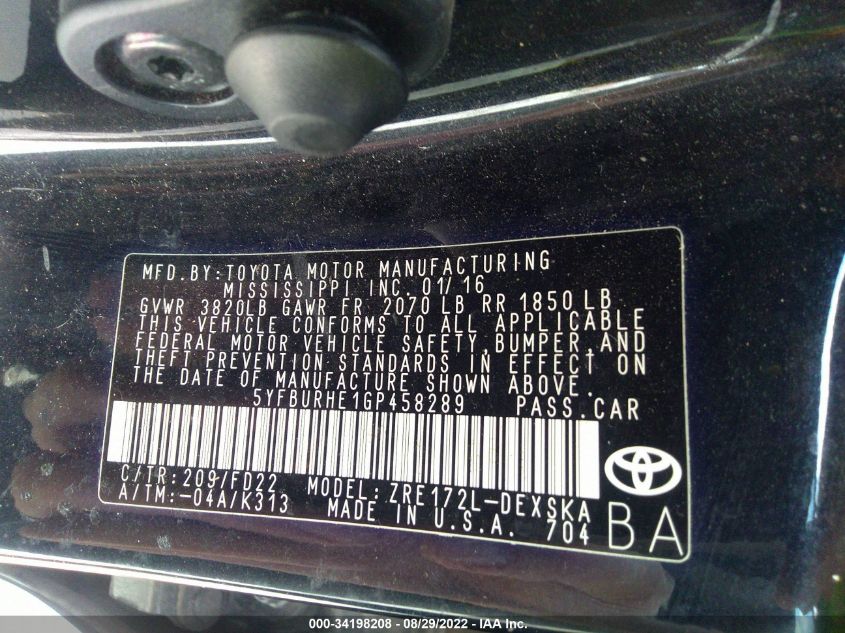 MFD.BY:TOYOTA MOTOR MANUFACTURING
MISSISSIPPI INC. 01/16
GVWR 3820LB GAWR FR 2070 LB RR 1850 LB
THIS VEHICLE CONFORMS TO ALL APPLICABLE
FEDERAL MOTOR VEHICLE SAFETY,BUMPER,AND
THEFT PREVENTION STANDARDS IN EFFECT ON
THE DATE OF MANUFACTURE SHOWN ABOVE.
5YFBURHE1GP458289 PASS.CAR
C/TR:209/FD22 MODEL:ZRE172L-DEXSKA
A/TM:-04A/K313 MADE IN U.S.A. 704
BA
000-34198208 - 08/29/2022 - IAA Inc.